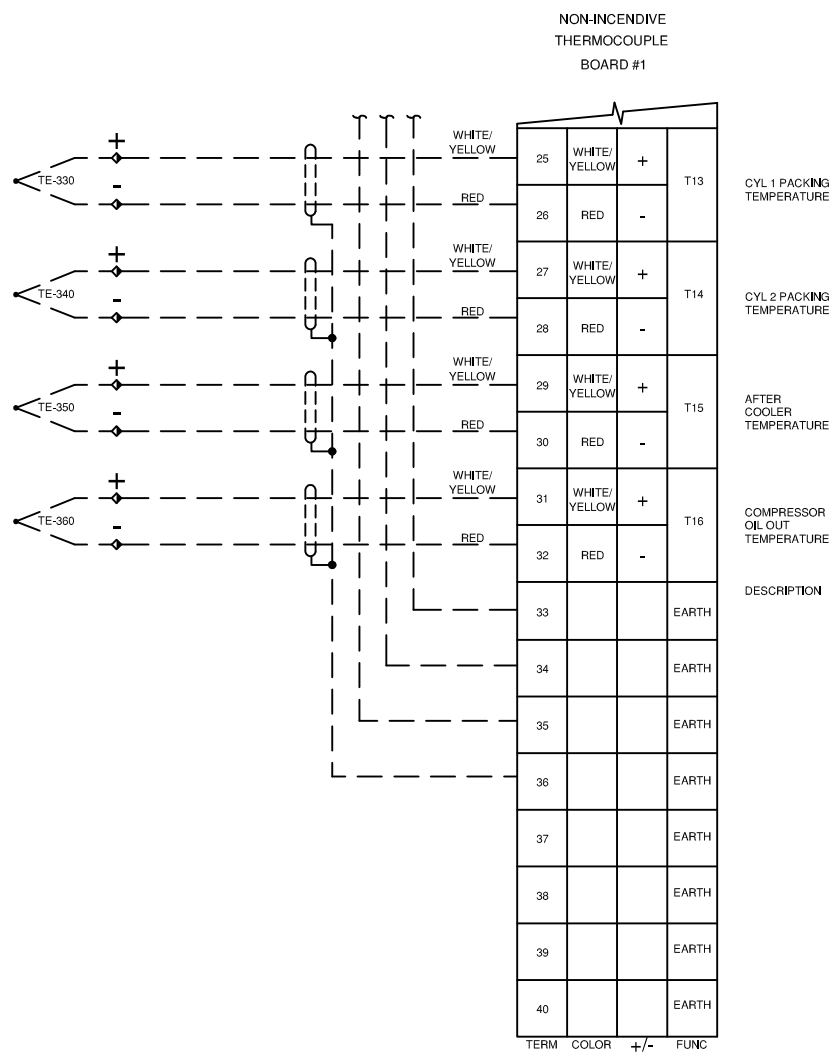 NON-INCENDIVE
THERMOCOUPLE
BOARD #1
+
TE-330
-
WHITE/
YELLOW
RED
25 WHITE/
YELLOW + T13
26 RED -
CYL 1 PACKING
TEMPERATURE
+
TE-340
-
WHITE/
YELLOW
RED
27 WHITE/
YELLOW + T14
28 RED -
CYL 2 PACKING
TEMPERATURE
+
TE-350
-
WHITE/
YELLOW
RED
29 WHITE/
YELLOW + T15
30 RED -
AFTER
COOLER
TEMPERATURE
+
TE-360
-
WHITE/
YELLOW
RED
31 WHITE/
YELLOW + T16
32 RED -
COMPRESSOR
OIL OUT
TEMPERATURE
DESCRIPTION
33 EARTH
34 EARTH
35 EARTH
36 EARTH
37 EARTH
38 EARTH
39 EARTH
40 EARTH
TERM COLOR +/- FUNC